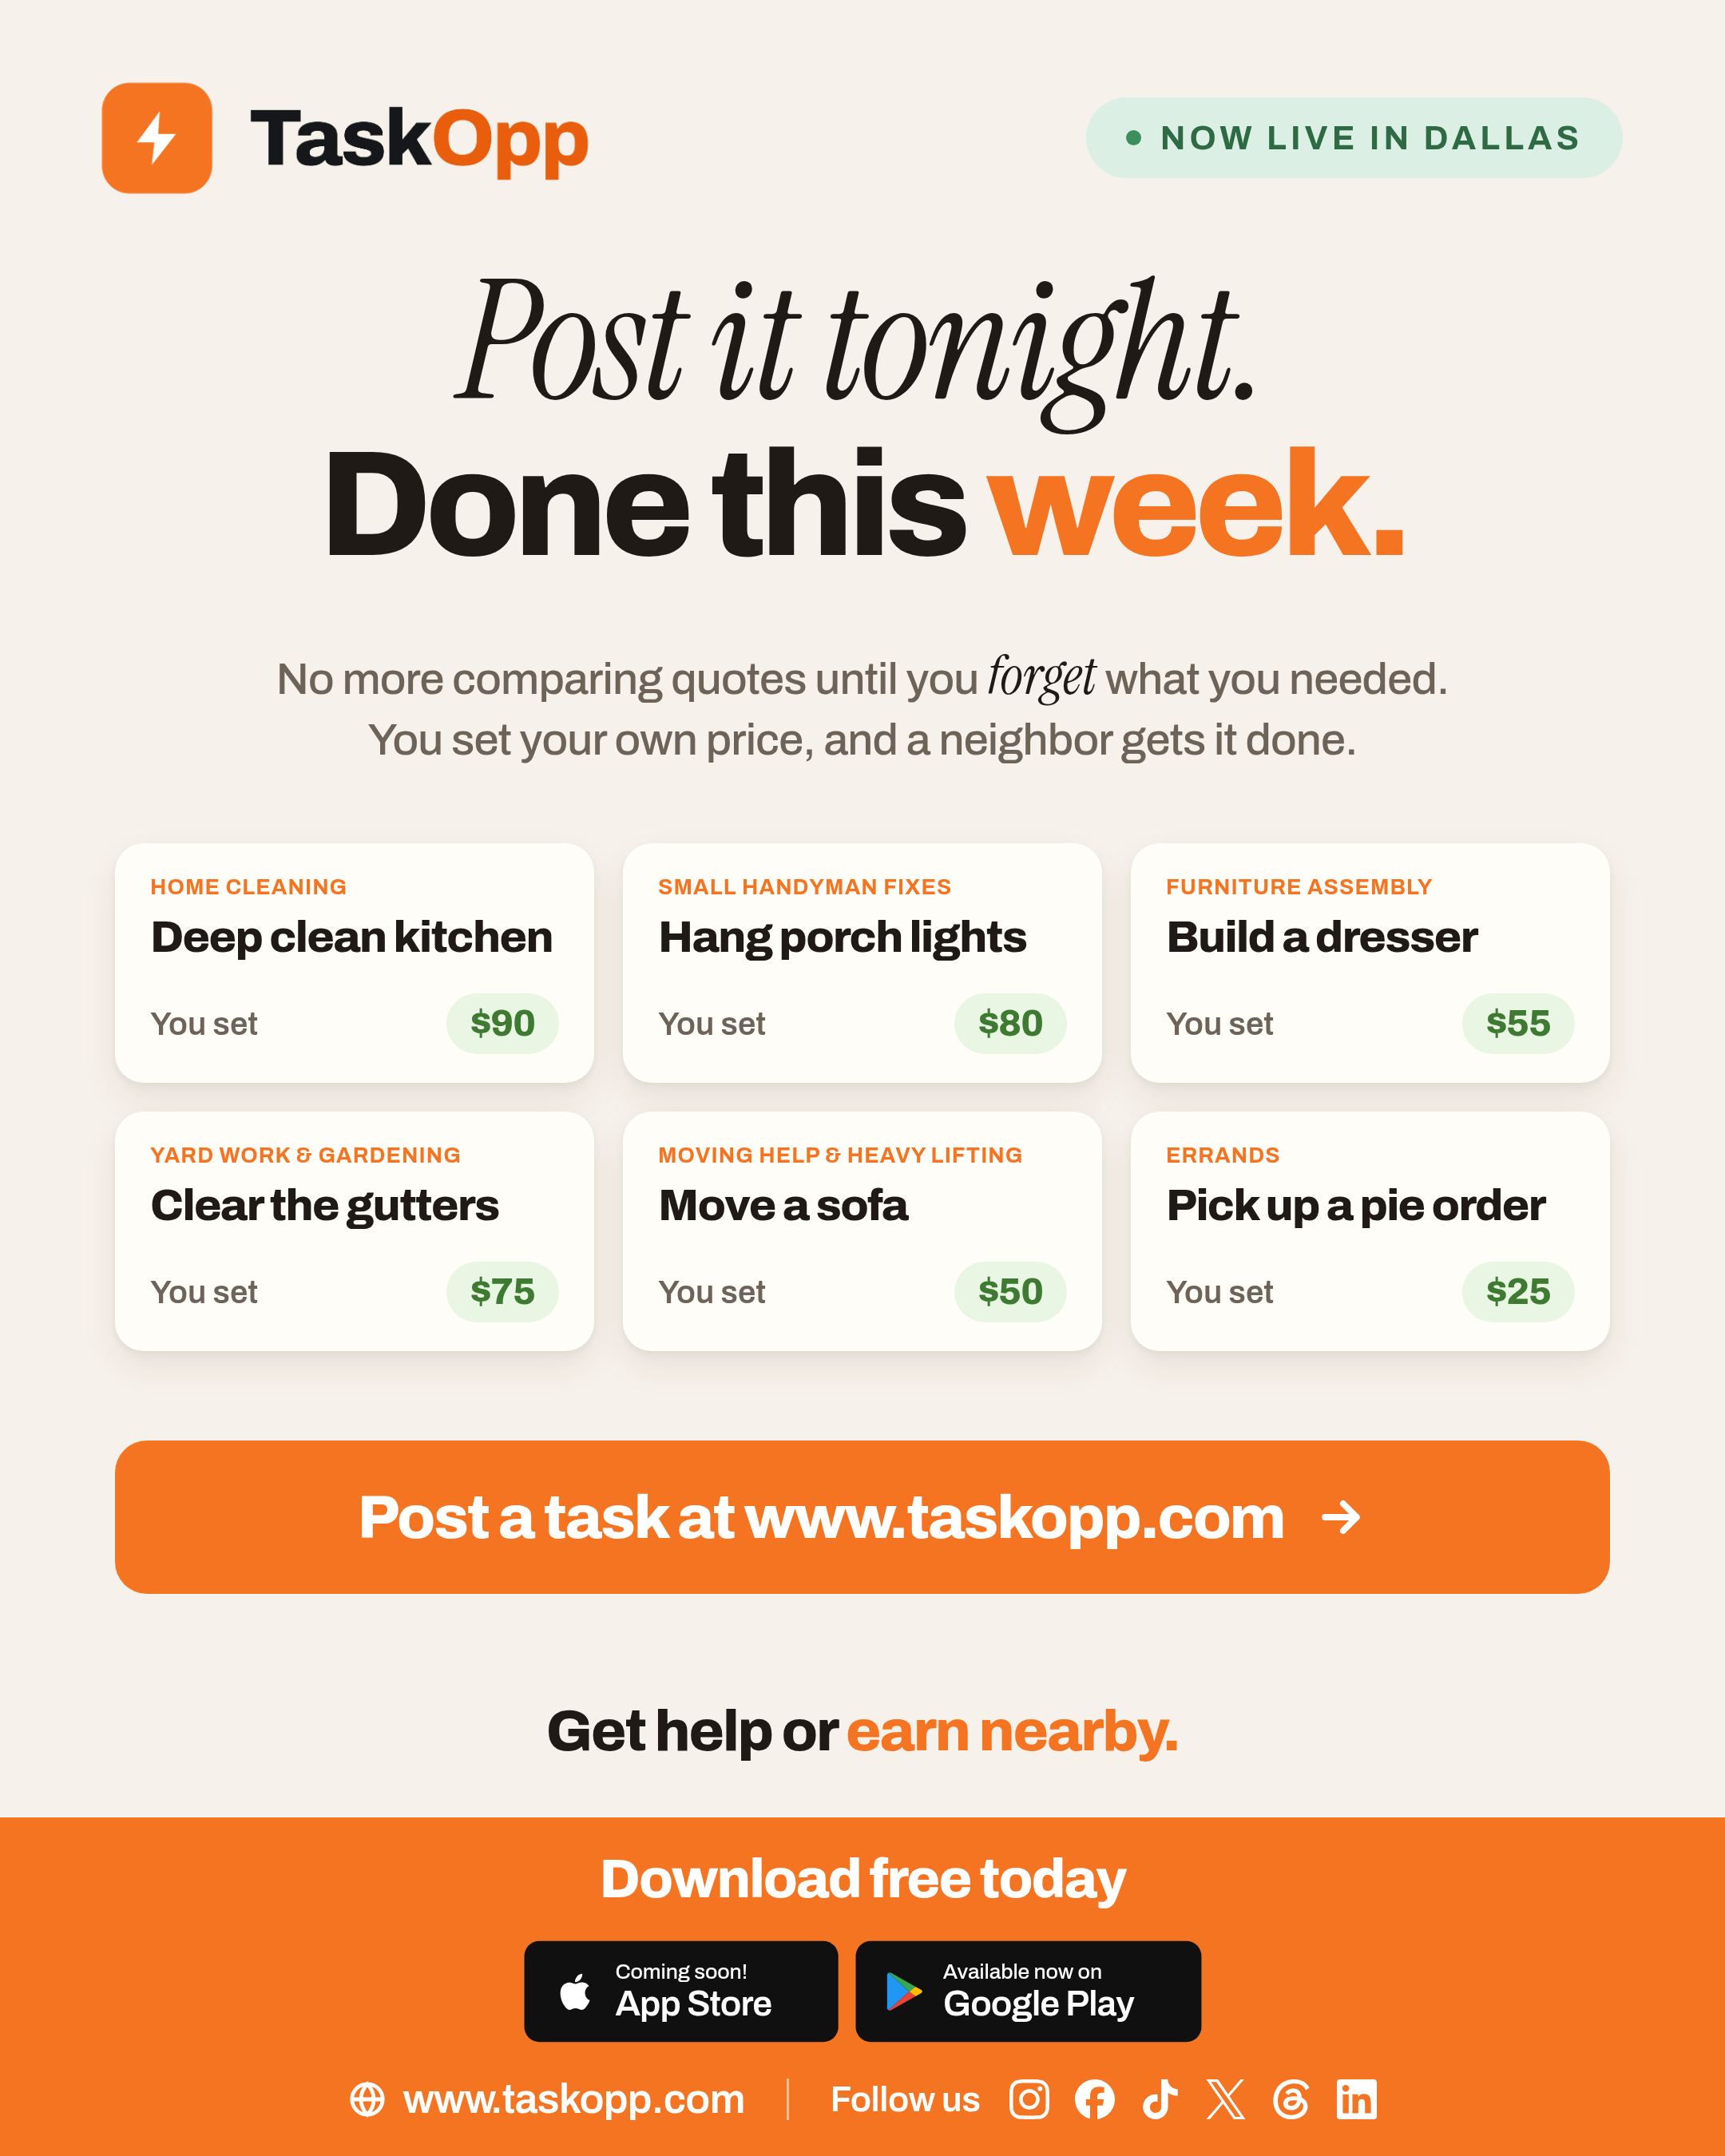 TaskOpp
NOW LIVE IN DALLAS
Post it tonight.
Done this week.
No more comparing quotes until you forget what you needed.
You set your own price, and a neighbor gets it done.
HOME CLEANING
Deep clean kitchen
You set $90
SMALL HANDYMAN FIXES
Hang porch lights
You set $80
FURNITURE ASSEMBLY
Build a dresser
You set $55
YARD WORK & GARDENING
Clear the gutters
You set $75
MOVING HELP & HEAVY LIFTING
Move a sofa
You set $50
ERRANDS
Pick up a pie order
You set $25
Post a task at www.taskopp.com →
Get help or earn nearby.
Download free today
Coming soon!
App Store
Available now on
Google Play
www.taskopp.com
Follow us